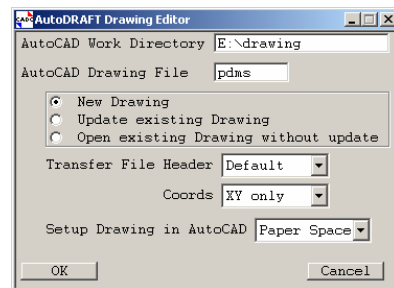 AutoDRAFT Drawing Editor
AutoCAD Work Directory E:\drawing
AutoCAD Drawing File pdms
New Drawing
Update existing Drawing
Open existing Drawing without update
Transfer File Header Default
Coords XY only
Setup Drawing in AutoCAD Paper Space
OK Cancel